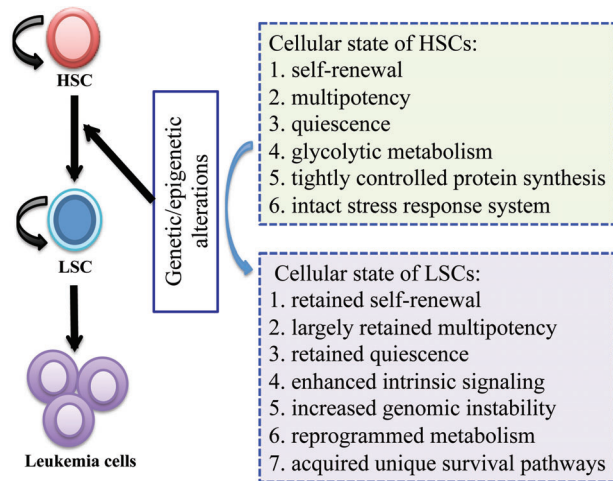 HSC
LSC
Leukemia cells
Genetic/epigenetic
alterations
Cellular state of HSCs:
1. self-renewal
2. multipotency
3. quiescence
4. glycolytic metabolism
5. tightly controlled protein synthesis
6. intact stress response system
Cellular state of LSCs:
1. retained self-renewal
2. largely retained multipotency
3. retained quiescence
4. enhanced intrinsic signaling
5. increased genomic instability
6. reprogrammed metabolism
7. acquired unique survival pathways